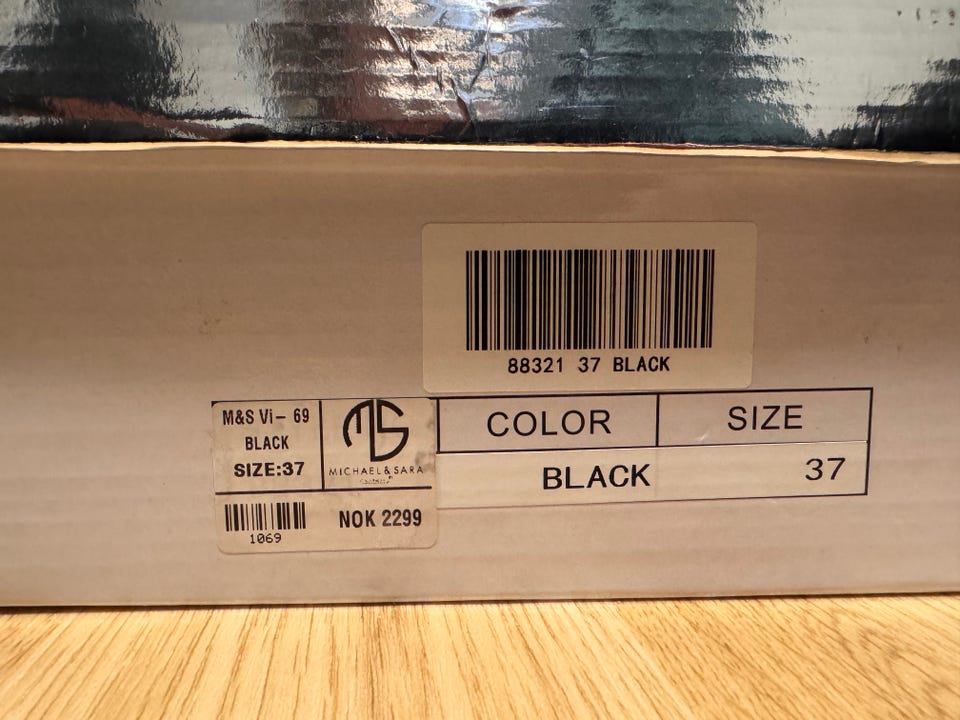 88321 37 BLACK
COLOR SIZE
BLACK 37
M&S Vi- 69
BLACK
SIZE:37
MS
MICHAEL&SARA
1069
NOK 2299